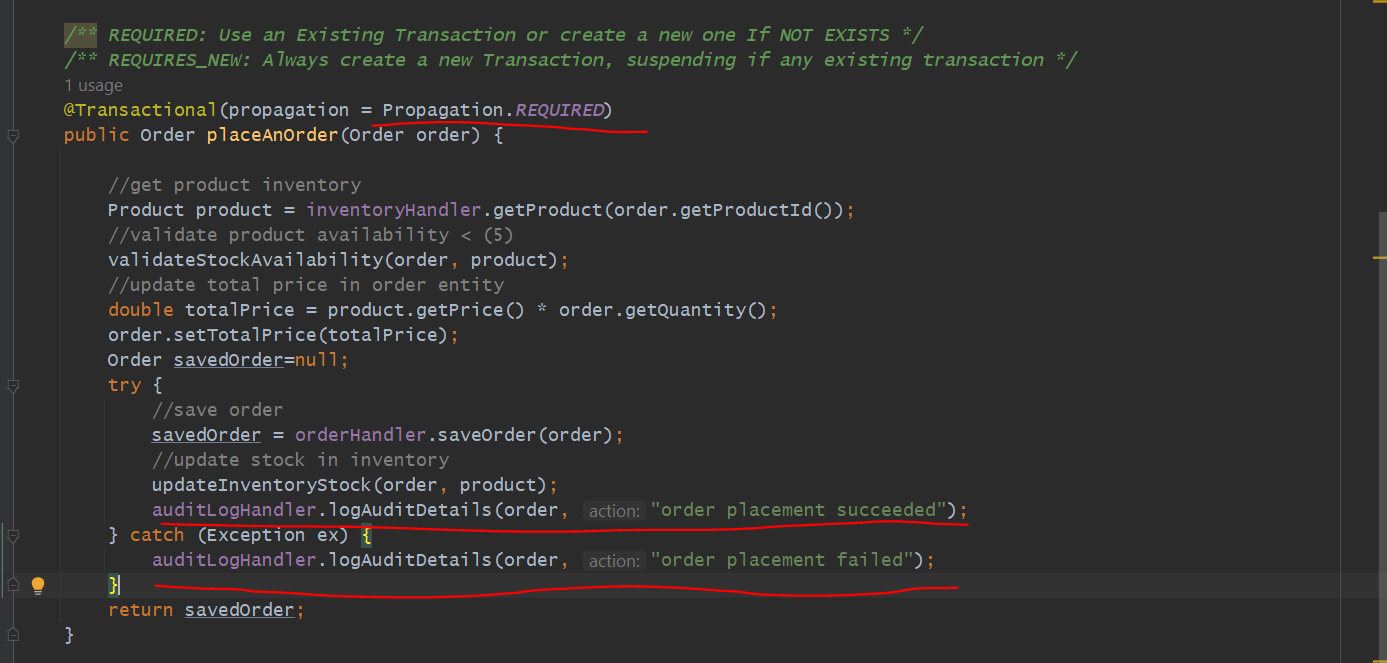 /** REQUIRED: Use an Existing Transaction or create a new one If NOT EXISTS */
/** REQUIRES_NEW: Always create a new Transaction, suspending if any existing transaction */
1 usage
@Transactional(propagation = Propagation.REQUIRED)
public Order placeAnOrder(Order order) {
//get product inventory
Product product = inventoryHandler.getProduct(order.getProductId());
//validate product availability < (5)
validateStockAvailability(order, product);
//update total price in order entity
double totalPrice = product.getPrice() * order.getQuantity();
order.setTotalPrice(totalPrice);
Order savedOrder=null;
try {
//save order
savedOrder = orderHandler.saveOrder(order);
//update stock in inventory
updateInventoryStock(order, product);
auditLogHandler.logAuditDetails(order, action: "order placement succeeded");
} catch (Exception ex) {
auditLogHandler.logAuditDetails(order, action: "order placement failed");
}
return savedOrder;
}